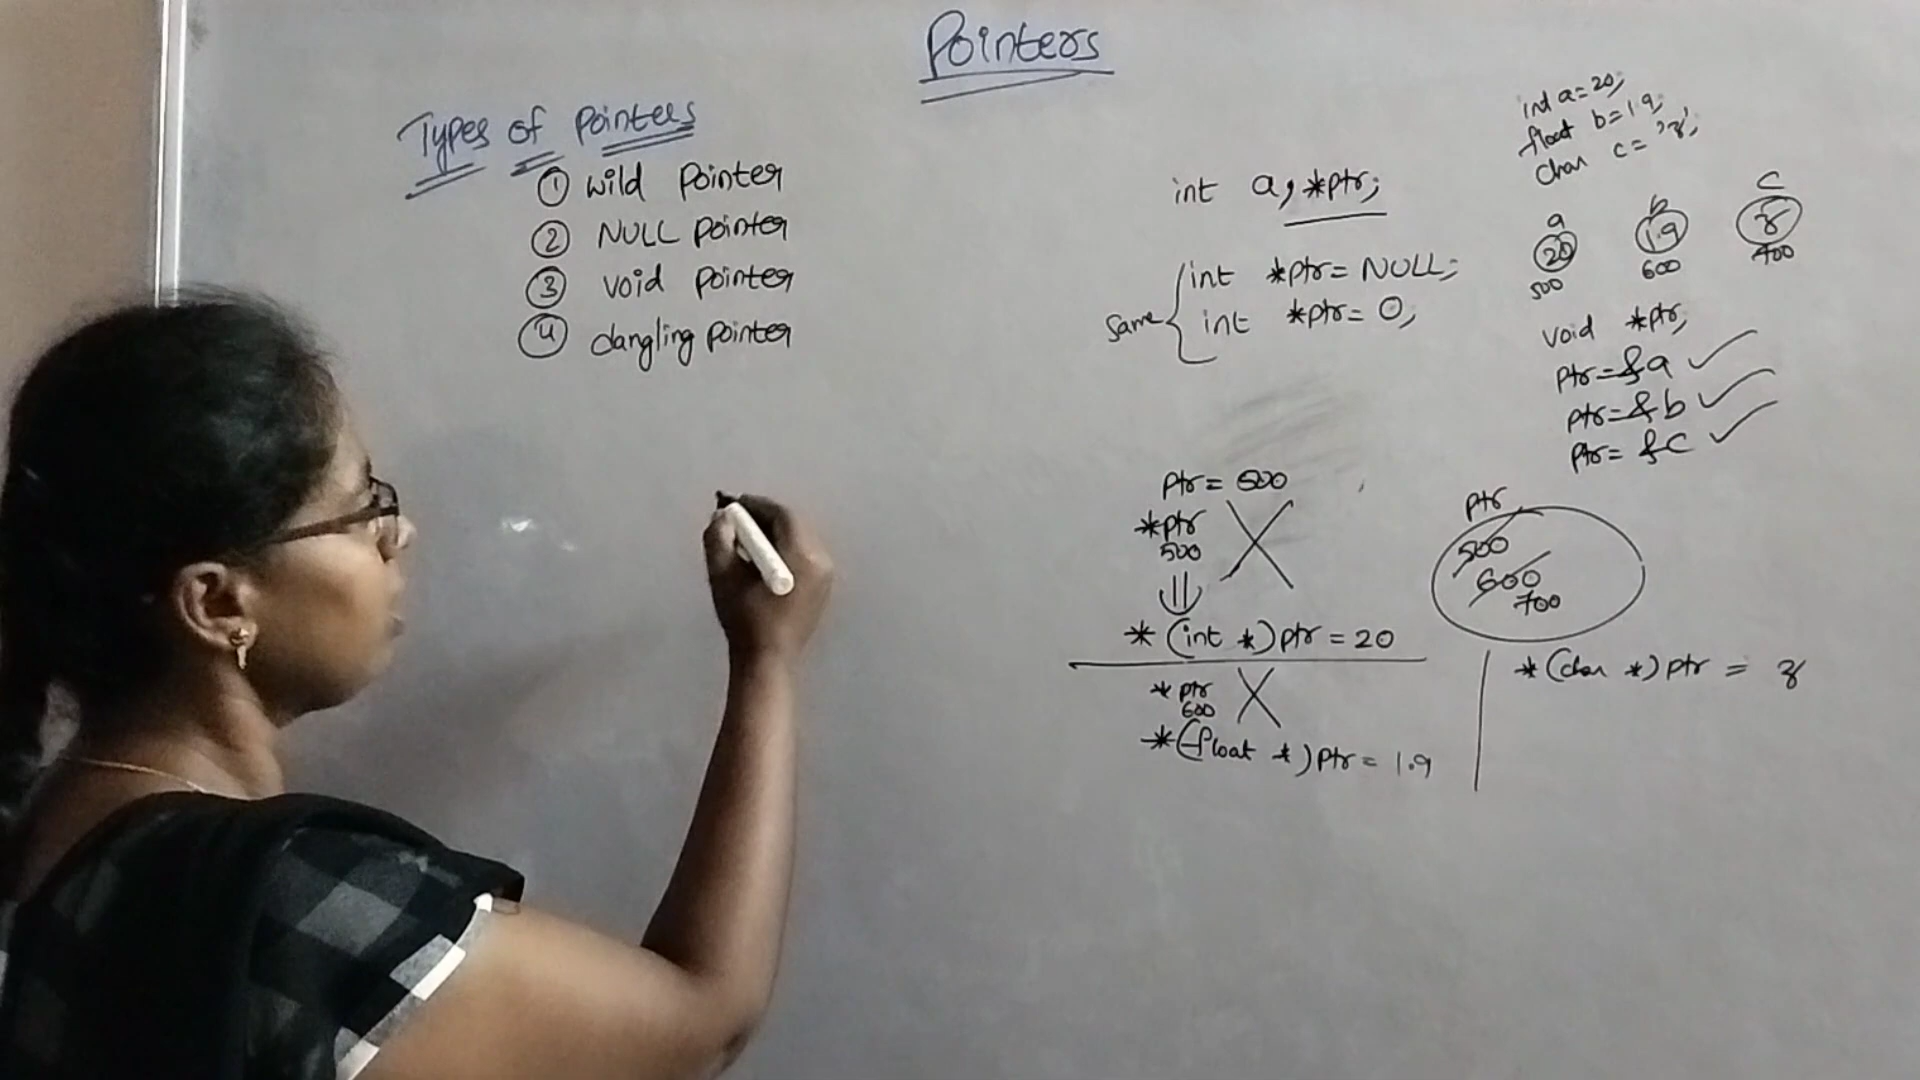 Pointers
Types of pointers
① wild pointer
② NULL pointer
③ void pointer
④ dangling pointer
int a, *ptr;
same
int *ptr = NULL;
int *ptr = 0;
int a = 20;
float b = 1.9;
char c = 'z';
a b c
20 1.9 z
500 600 700
void *ptr;
ptr = &a ✓
ptr = &b ✓
ptr = &c ✓
ptr = 500
*ptr
500
* (int *) ptr = 20
ptr
500
600
700
* ptr
600
* (float *) ptr = 1.9
* (char *) ptr = z